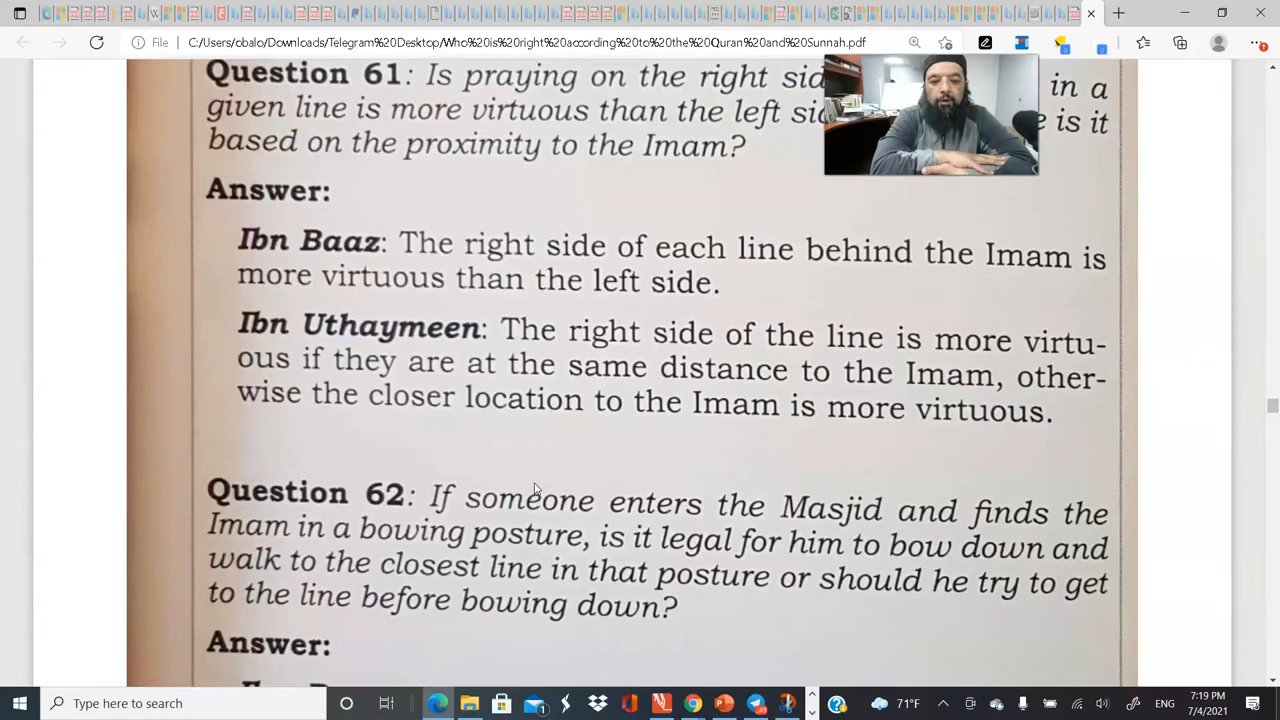 File
C:/Users/obalo/Downloads/Telegram%20Desktop/Who%20is%20right%20according%20to%20the%20Quran%20and%20Sunnah.pdf
Question 61: Is praying on the right in a
given line is more virtuous than the left is it
based on the proximity to the Imam?
Answer:
Ibn Baaz: The right side of each line behind the Imam is
more virtuous than the left side.
Ibn Uthaymeen: The right side of the line is more virtu-
ous if they are at the same distance to the Imam, other-
wise the closer location to the Imam is more virtuous.
Question 62: If someone enters the Masjid and finds the
Imam in a bowing posture, is it legal for him to bow down and
walk to the closest line in that posture or should he try to get
to the line before bowing down?
Answer:
Type here to search
71°F
ENG
7:19 PM
7/4/2021